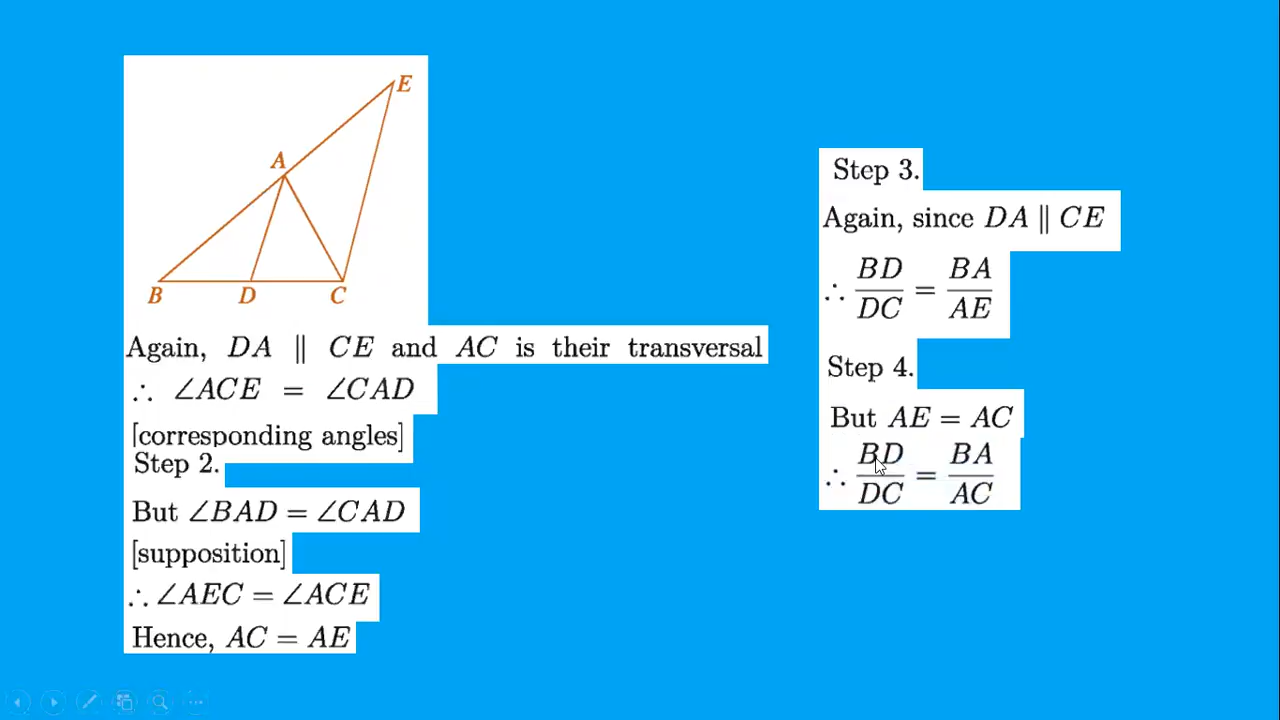 E
A
B D C
Again, DA ∥ CE and AC is their transversal
∴ ∠ACE = ∠CAD
[corresponding angles]
Step 2.
But ∠BAD = ∠CAD
[supposition]
∴ ∠AEC = ∠ACE
Hence, AC = AE
Step 3.
Again, since DA ∥ CE
∴ BD/DC = BA/AE
Step 4.
But AE = AC
∴ BD/DC = BA/AC